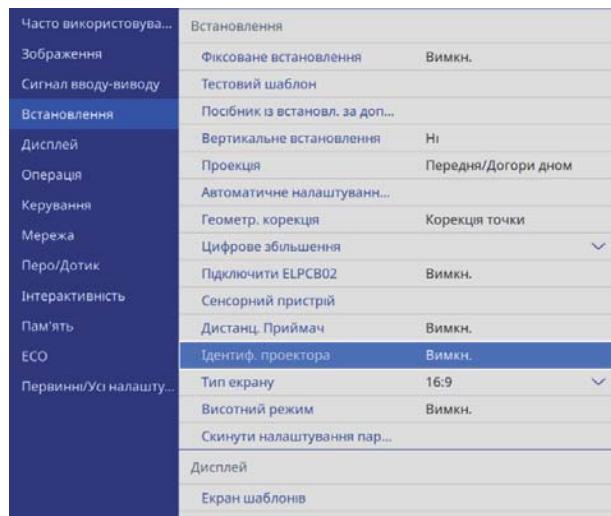 Часто використовува...
Зображення
Сигнал вводу-виводу
Встановлення
Дисплей
Операція
Керування
Мережа
Перо/Дотик
Інтерактивність
Пам'ять
ECO
Первинні/Усі налашту...
Встановлення
Фіксоване встановлення Вимкн.
Тестовий шаблон
Посібник із встановл. за доп...
Вертикальне встановлення Ні
Проекція Передня/Догори дном
Автоматичне налаштуванн...
Геометр. корекція Корекція точки
Цифрове збільшення
Підключити ELPCB02 Вимкн.
Сенсорний пристрій
Дистанц. Приймач Вимкн.
Ідентиф. проектора Вимкн.
Тип екрану 16:9
Висотний режим Вимкн.
Скинути налаштування пар...
Дисплей
Екран шаблонів